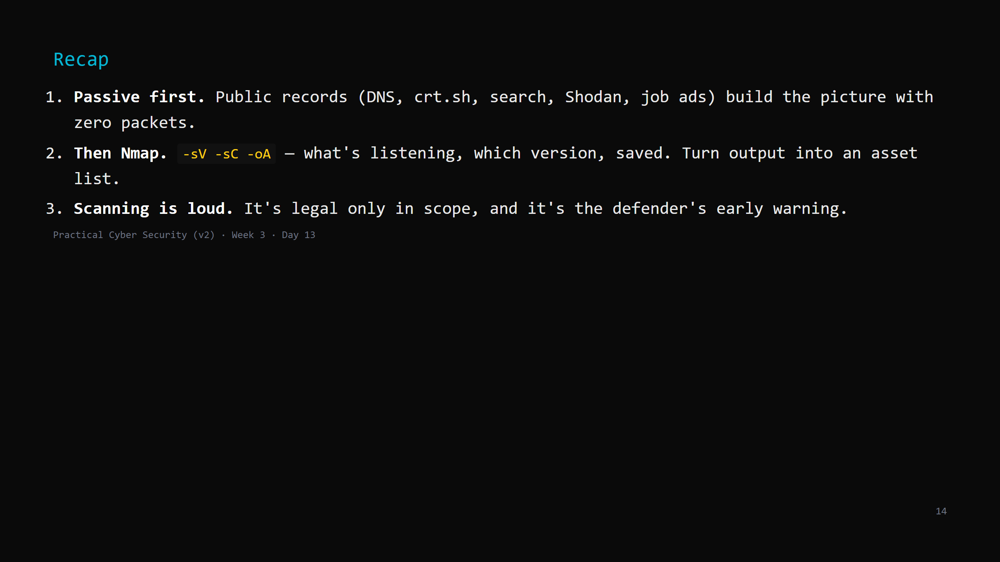 Recap
1. Passive first. Public records (DNS, crt.sh, search, Shodan, job ads) build the picture with
zero packets.
2. Then Nmap. -sV -sC -oA — what's listening, which version, saved. Turn output into an asset
list.
3. Scanning is loud. It's legal only in scope, and it's the defender's early warning.
Practical Cyber Security (v2) · Week 3 · Day 13
14